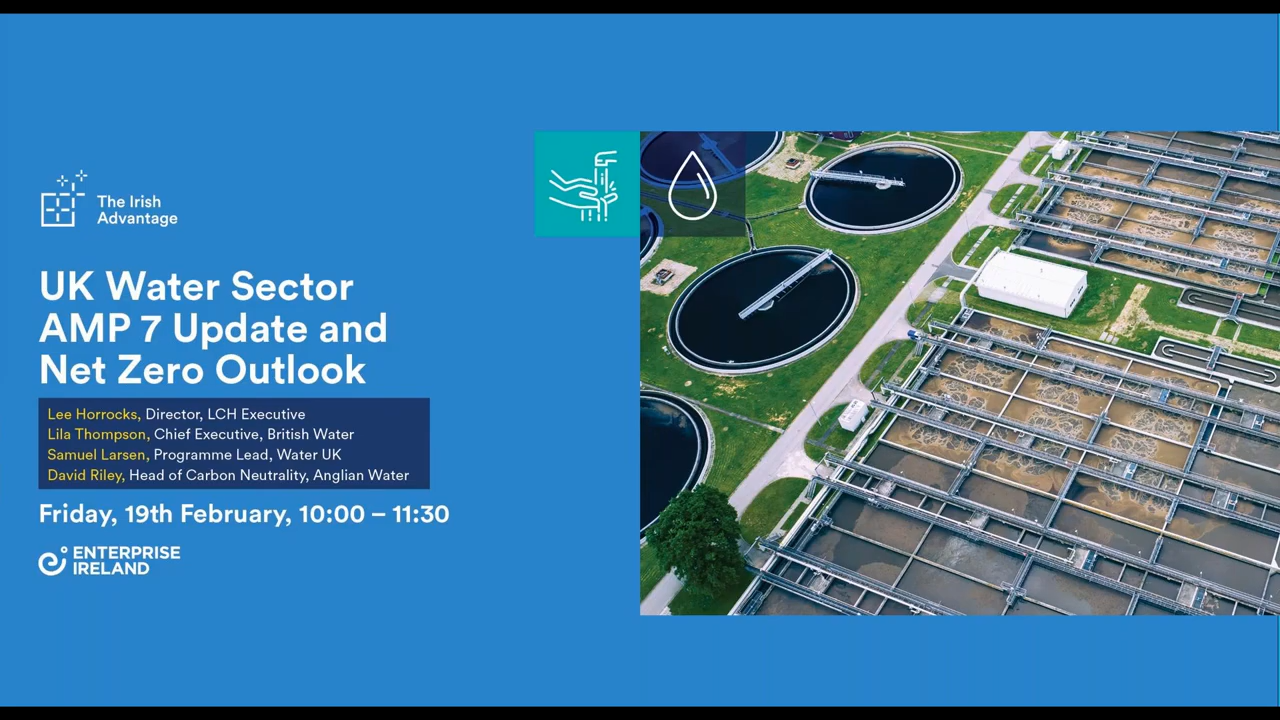 The Irish
Advantage
UK Water Sector
AMP 7 Update and
Net Zero Outlook
Lee Horrocks, Director, LCH Executive
Lila Thompson, Chief Executive, British Water
Samuel Larsen, Programme Lead, Water UK
David Riley, Head of Carbon Neutrality, Anglian Water
Friday, 19th February, 10:00 – 11:30
ENTERPRISE
IRELAND